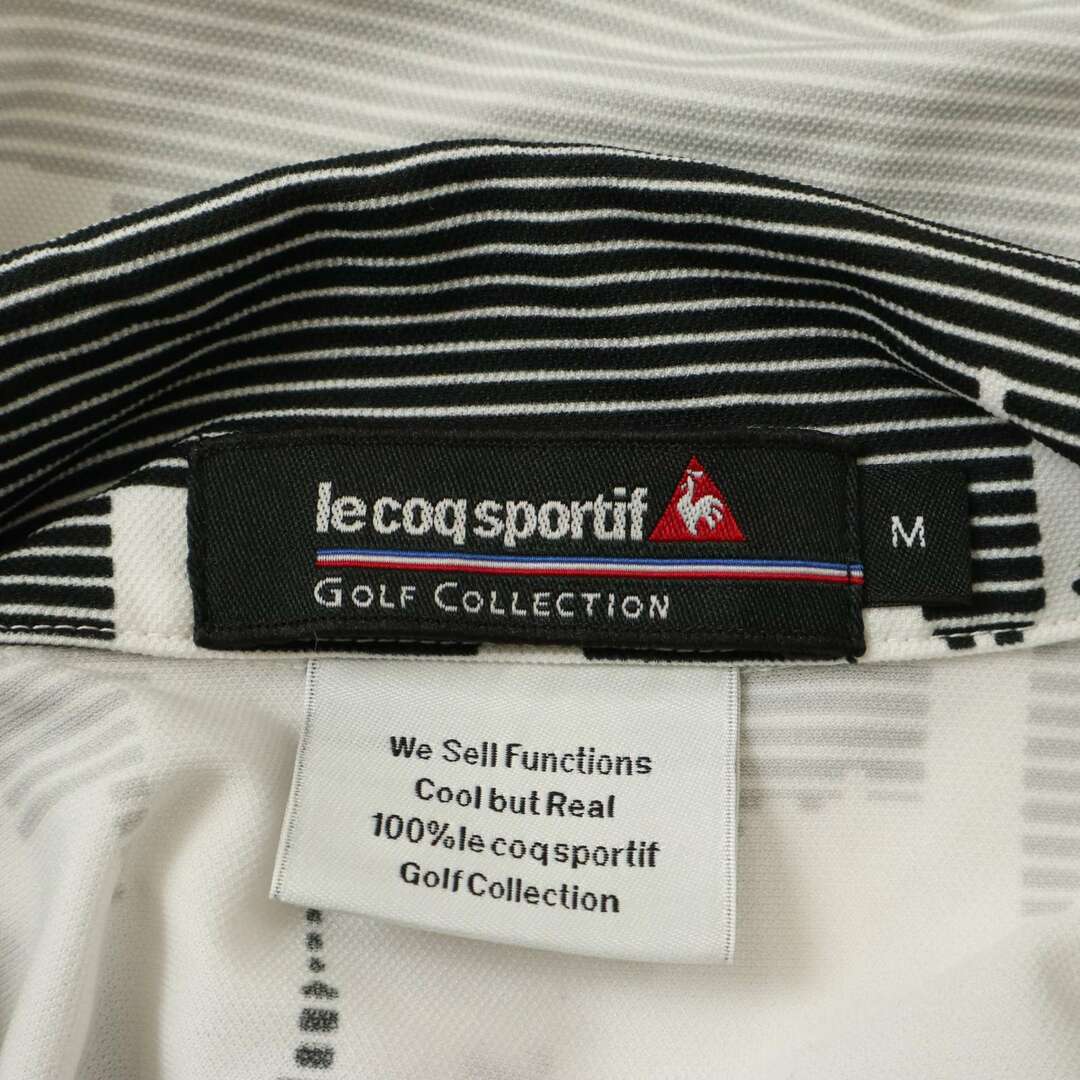 le coq sportif
GOLF COLLECTION
M
We Sell Functions
Cool but Real
100% le coq sportif
Golf Collection